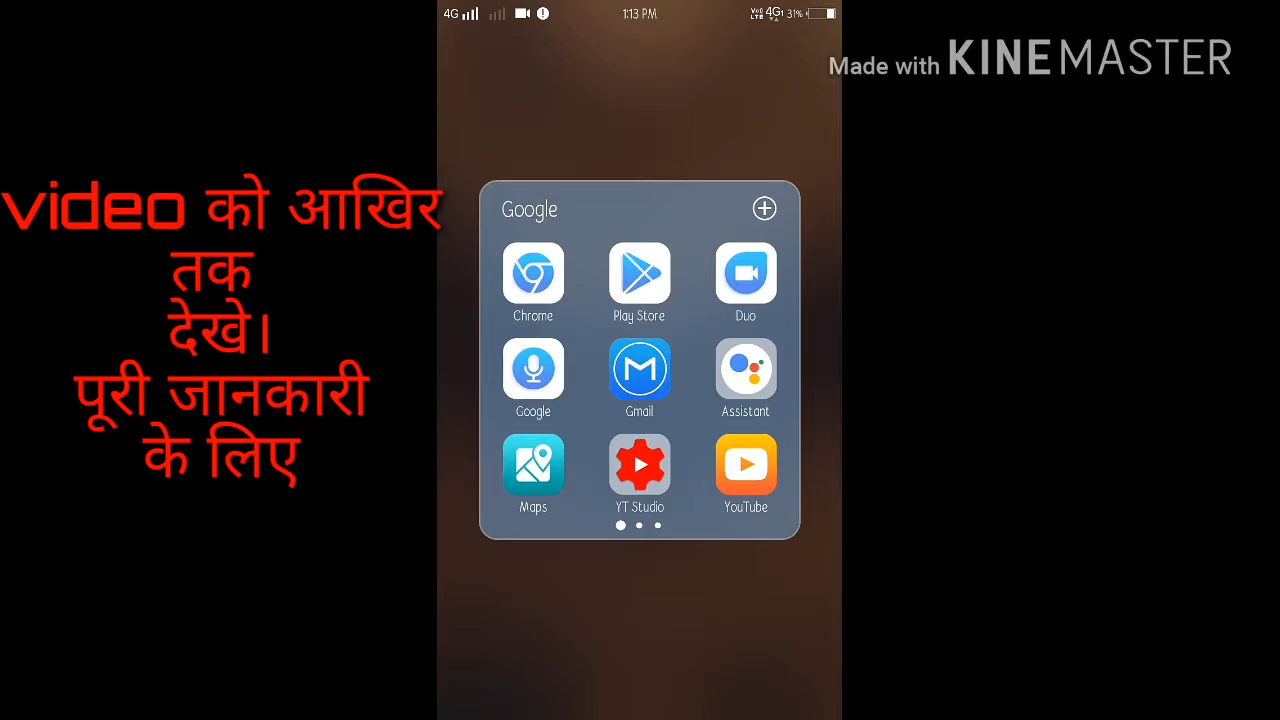 4G 1:13 PM VoLTE 4G 31%
Made with KINEMASTER
video को आखिर
तक
देखे।
पूरी जानकारी
के लिए
Google
Chrome Play Store Duo
Google Gmail Assistant
Maps YT Studio YouTube